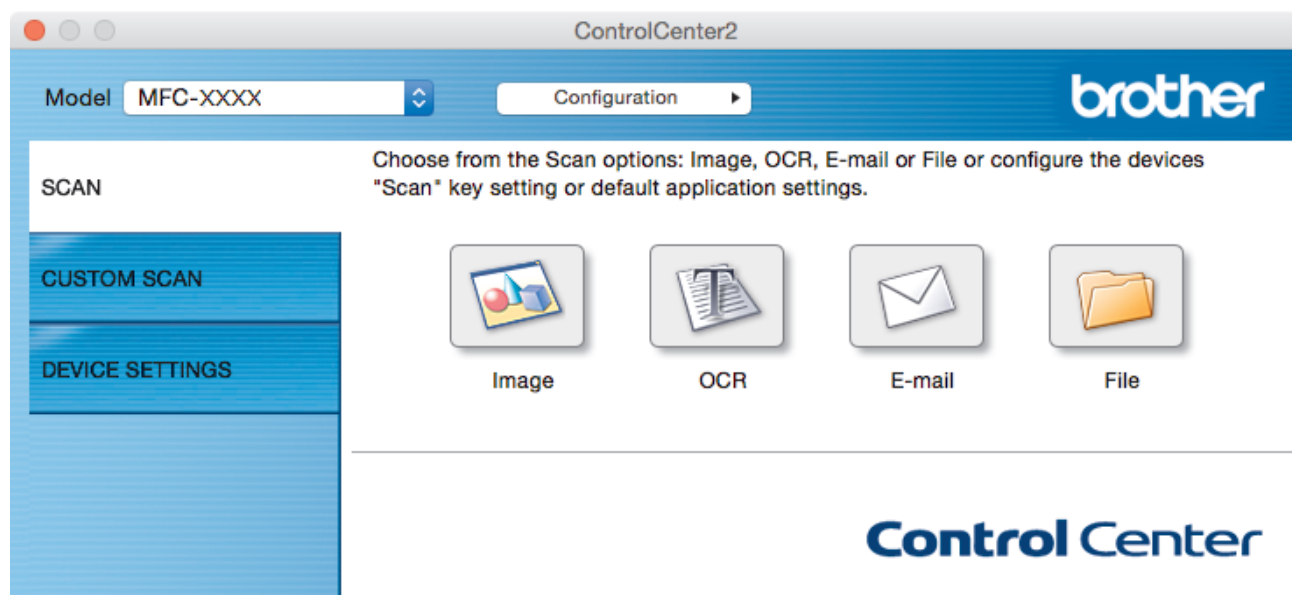 ControlCenter2
Model MFC-XXXX Configuration brother
SCAN
Choose from the Scan options: Image, OCR, E-mail or File or configure the devices
"Scan" key setting or default application settings.
CUSTOM SCAN
DEVICE SETTINGS
T
Image OCR E-mail File
Control Center